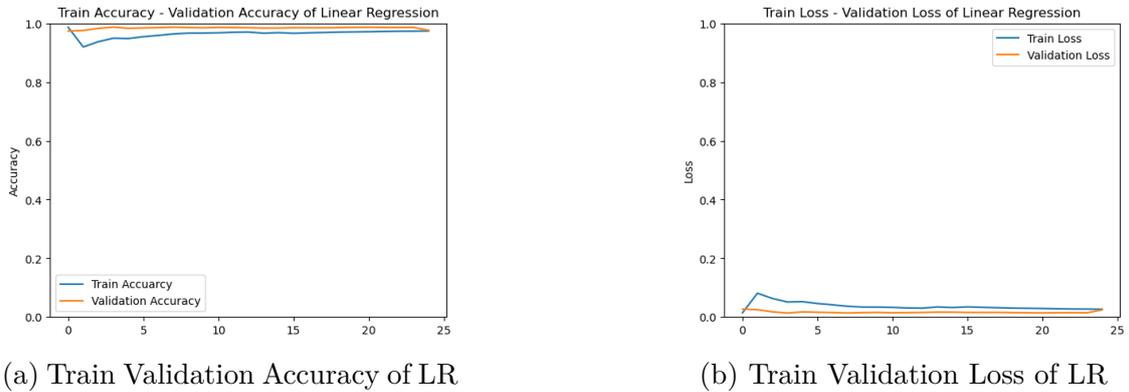 Train Accuracy - Validation Accuracy of Linear Regression
1.0
0.8
0.6
0.4
0.2
0.0
Accuracy
Train Accuarcy
Validation Accuracy
0 5 10 15 20 25
(a) Train Validation Accuracy of LR
Train Loss - Validation Loss of Linear Regression
1.0
0.8
0.6
0.4
0.2
0.0
Loss
Train Loss
Validation Loss
0 5 10 15 20 25
(b) Train Validation Loss of LR